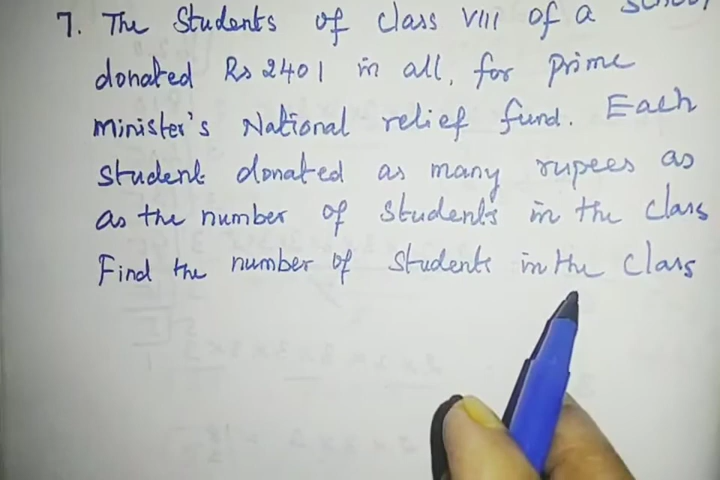 7. The Students of class VIII of a School
donated Rs 2401 in all, for prime
minister's National relief fund. Each
student donated as many rupees as
as the number of students in the class
Find the number of students in the class